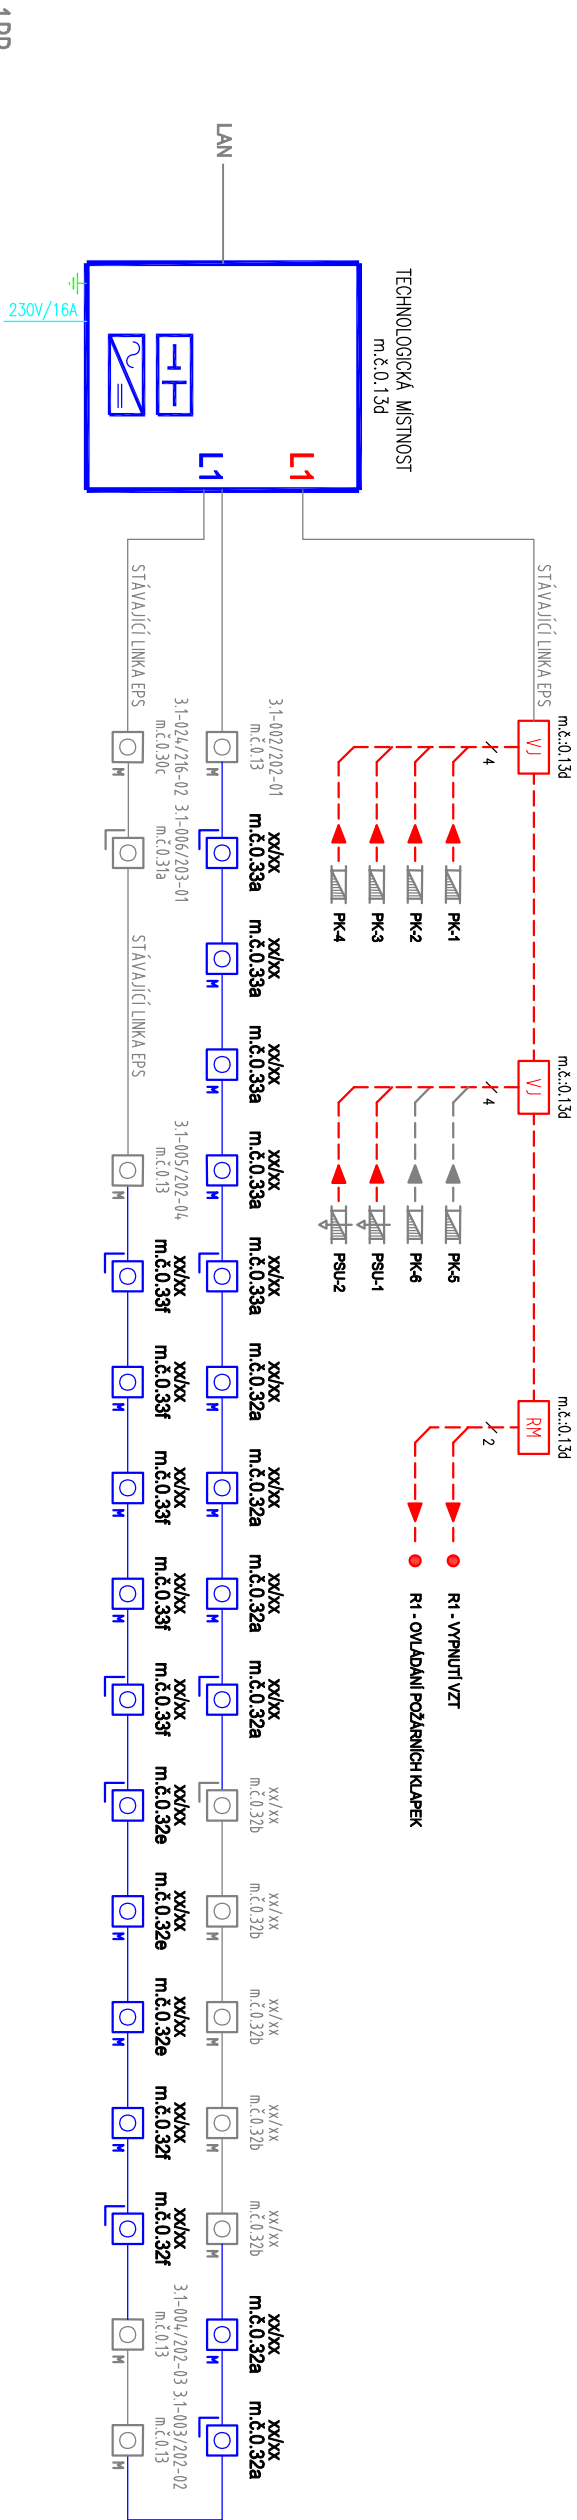 1PP
LAN
TECHNOLOGICKÁ MÍSTNOST
m.č.0.13d
230V/16A
L1
L1
STÁVAJÍCÍ LINKA EPS
m.č.:0.13d
VJ
4
PK-1
PK-2
PK-3
PK-4
m.č.:0.13d
VJ
4
PK-5
PK-6
PSU-1
PSU-2
m.č.:0.13d
RM
2
R1 - VYPNUTÍ VZT
R1 - OVLÁDÁNÍ POŽÁRNÍCH KLAPEK
3.1-002/202-01
m.č.0.13
M
xx/xx
m.č.0.33a
xx/xx
m.č.0.33a
M
xx/xx
m.č.0.33a
M
xx/xx
m.č.0.33a
M
xx/xx
m.č.0.33a
xx/xx
m.č.0.32a
M
xx/xx
m.č.0.32a
M
xx/xx
m.č.0.32a
M
xx/xx
m.č.0.32a
xx/xx
m.č.0.32b
xx/xx
m.č.0.32b
M
xx/xx
m.č.0.32b
M
xx/xx
m.č.0.32b
M
xx/xx
m.č.0.32b
M
xx/xx
m.č.0.32a
M
xx/xx
m.č.0.32a
STÁVAJÍCÍ LINKA EPS
3.1-024/216-02
m.č.0.30c
M
3.1-006/203-01
m.č.0.31a
STÁVAJÍCÍ LINKA EPS
3.1-005/202-04
m.č.0.13
M
xx/xx
m.č.0.33f
xx/xx
m.č.0.33f
M
xx/xx
m.č.0.33f
M
xx/xx
m.č.0.33f
M
xx/xx
m.č.0.33f
xx/xx
m.č.0.32e
xx/xx
m.č.0.32e
M
xx/xx
m.č.0.32e
M
xx/xx
m.č.0.32f
M
xx/xx
m.č.0.32f
3.1-004/202-03
m.č.0.13
M
3.1-003/202-02
m.č.0.13
M